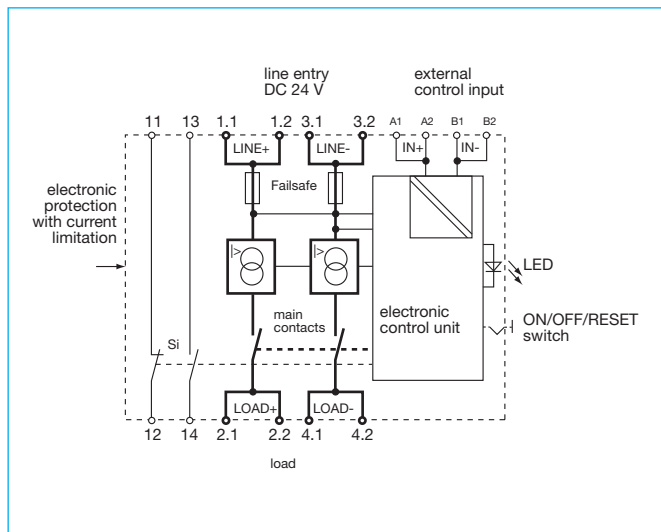 line entry
DC 24 V
external
control input
11
13
1.1
1.2
3.1
3.2
A1
A2
B1
B2
LINE+
LINE-
IN+
IN-
Failsafe
electronic
protection
with current
limitation
I>
I>
LED
main
contacts
electronic
control unit
ON/OFF/RESET
switch
Si
LOAD+
LOAD-
12
14
2.1
2.2
4.1
4.2
load